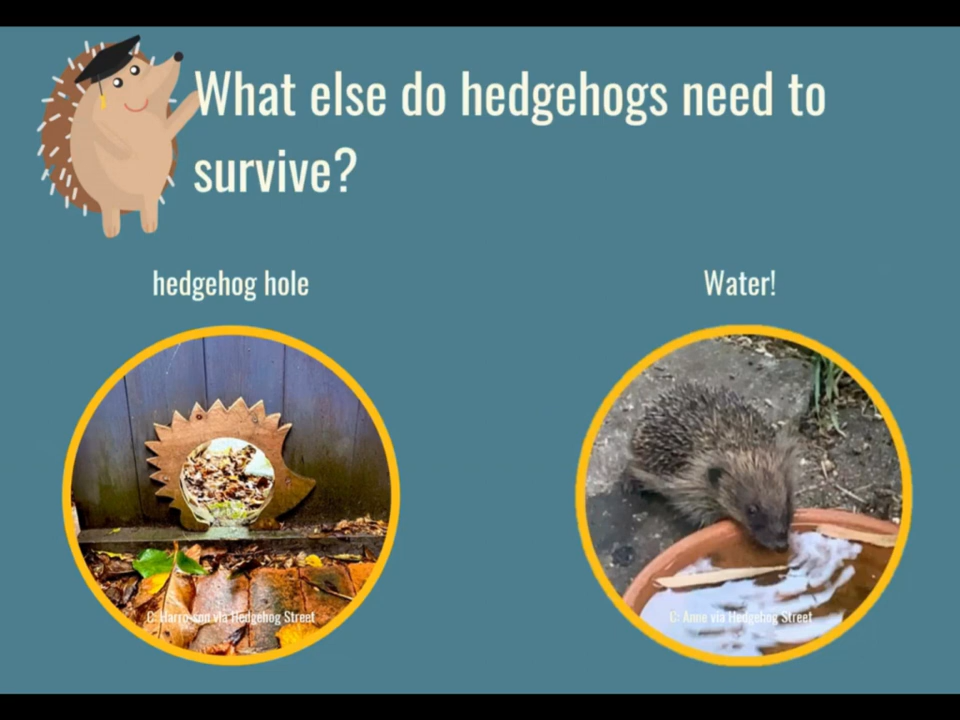 What else do hedgehogs need to
survive?
hedgehog hole
Water!
via Hedgehog Street
C: Anne via Hedgehog Street